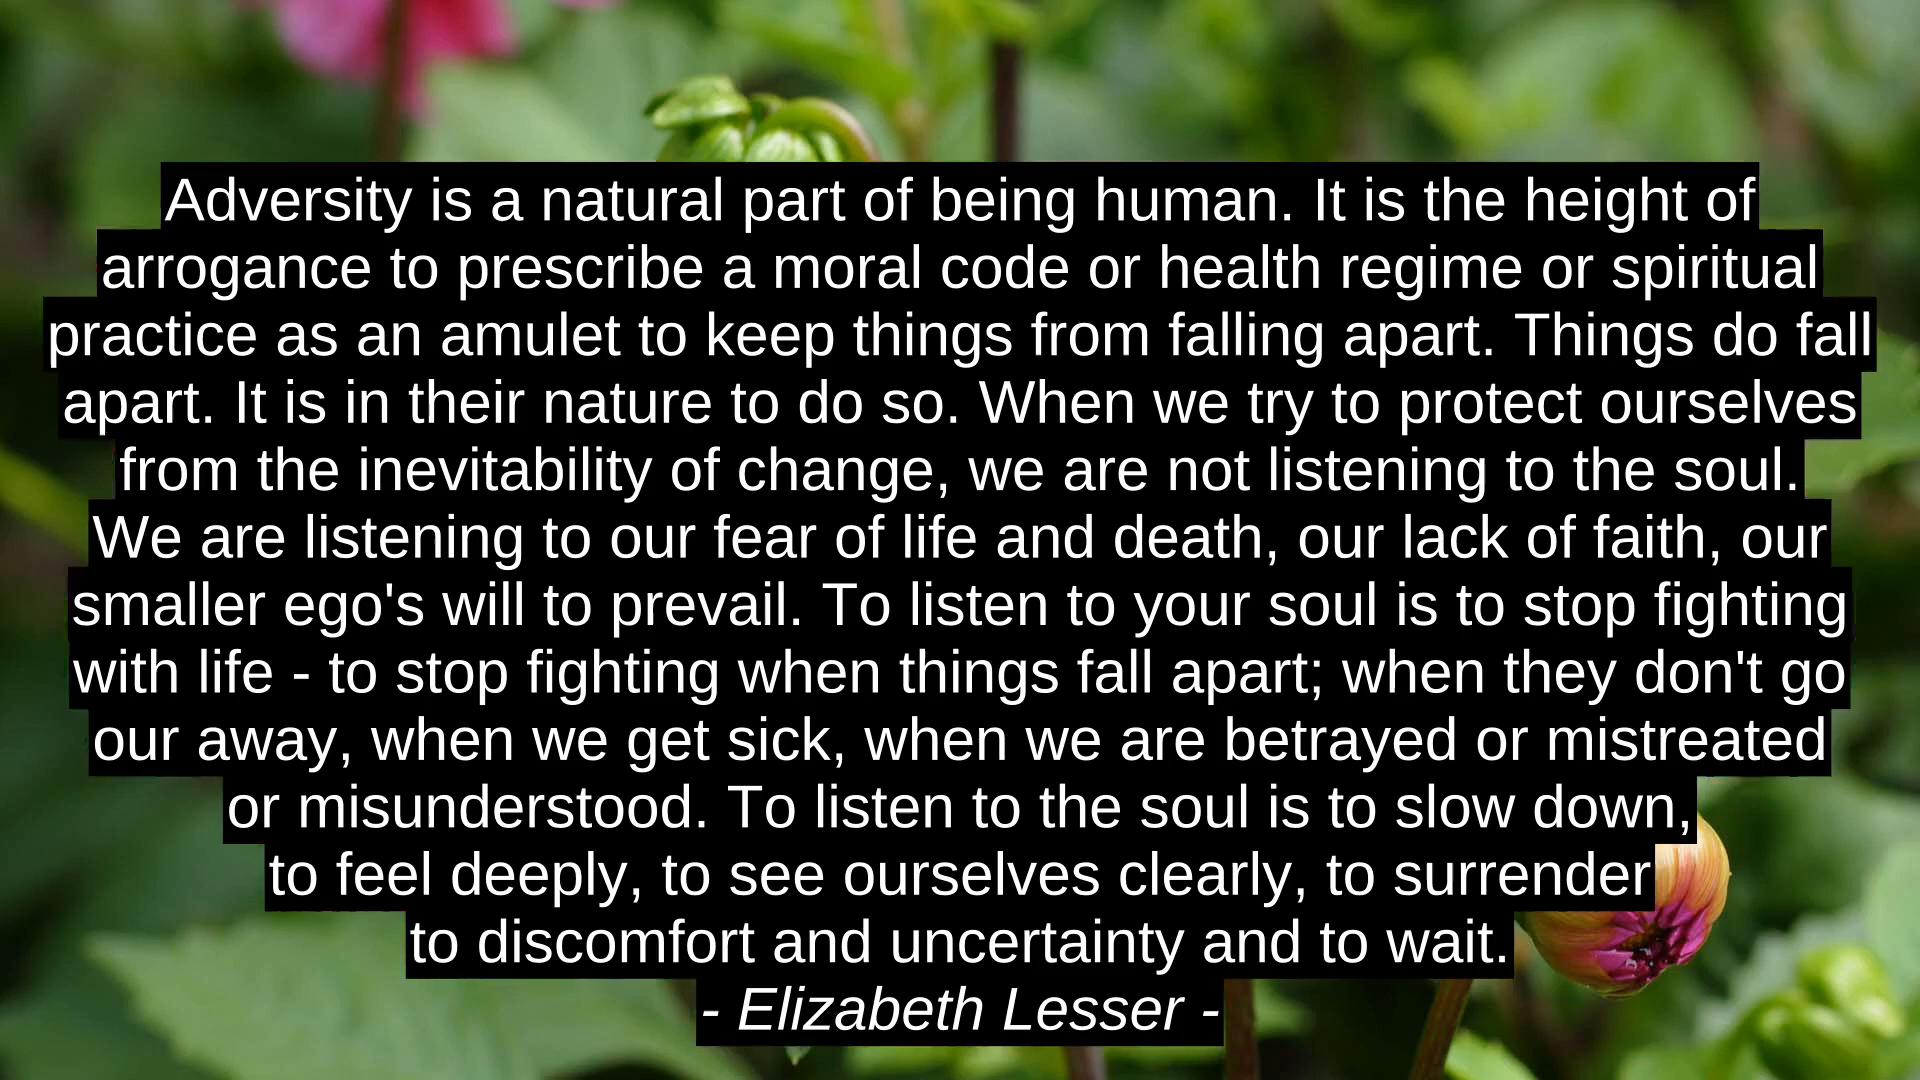 Adversity is a natural part of being human. It is the height of
arrogance to prescribe a moral code or health regime or spiritual
practice as an amulet to keep things from falling apart. Things do fall
apart. It is in their nature to do so. When we try to protect ourselves
from the inevitability of change, we are not listening to the soul.
We are listening to our fear of life and death, our lack of faith, our
smaller ego's will to prevail. To listen to your soul is to stop fighting
with life - to stop fighting when things fall apart; when they don't go
our away, when we get sick, when we are betrayed or mistreated
or misunderstood. To listen to the soul is to slow down,
to feel deeply, to see ourselves clearly, to surrender
to discomfort and uncertainty and to wait.
- Elizabeth Lesser -